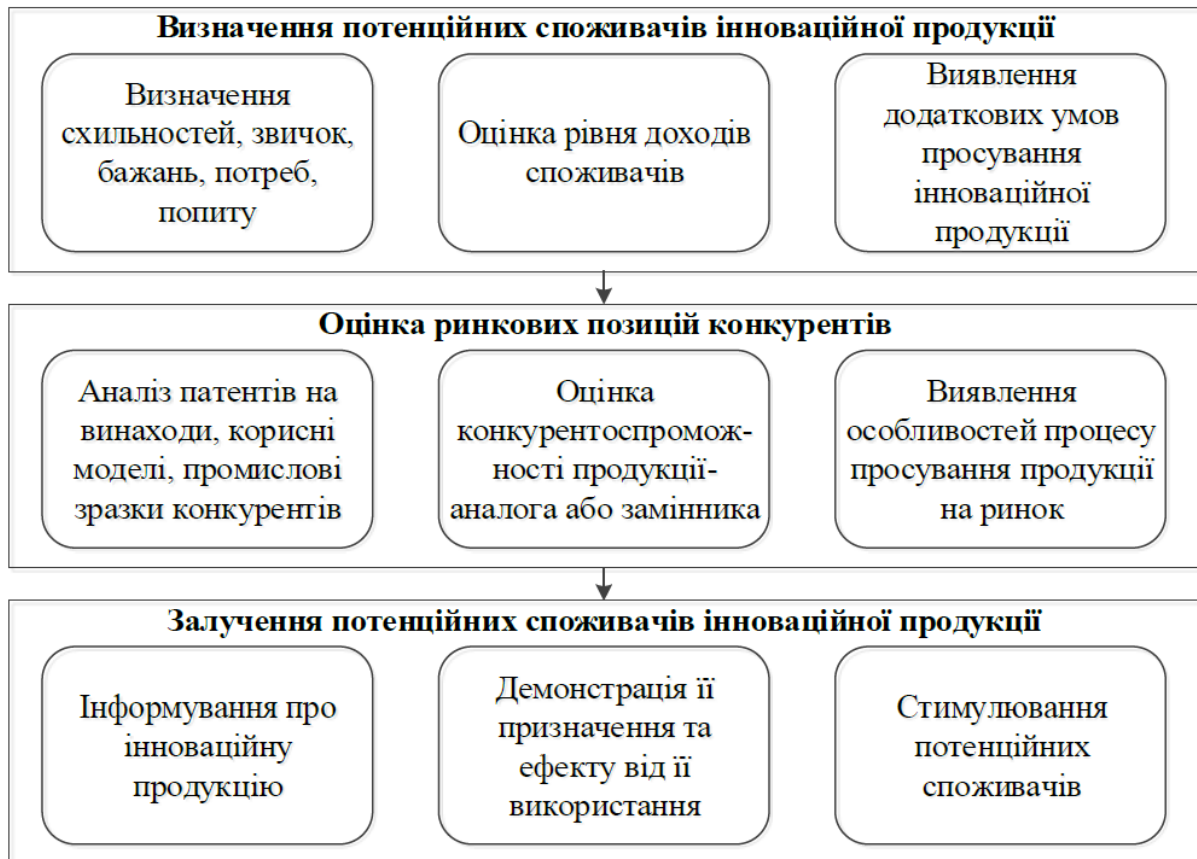 Визначення потенційних споживачів інноваційної продукції
Визначення
схильностей, звичок,
бажань, потреб,
попиту
Оцінка рівня доходів
споживачів
Виявлення
додаткових умов
просування
інноваційної
продукції
Оцінка ринкових позицій конкурентів
Аналіз патентів на
винаходи, корисні
моделі, промислові
зразки конкурентів
Оцінка
конкурентоспромож-
ності продукції-
аналога або замінника
Виявлення
особливостей процесу
просування продукції
на ринок
Залучення потенційних споживачів інноваційної продукції
Інформування про
інноваційну
продукцію
Демонстрація її
призначення та
ефекту від її
використання
Стимулювання
потенційних
споживачів